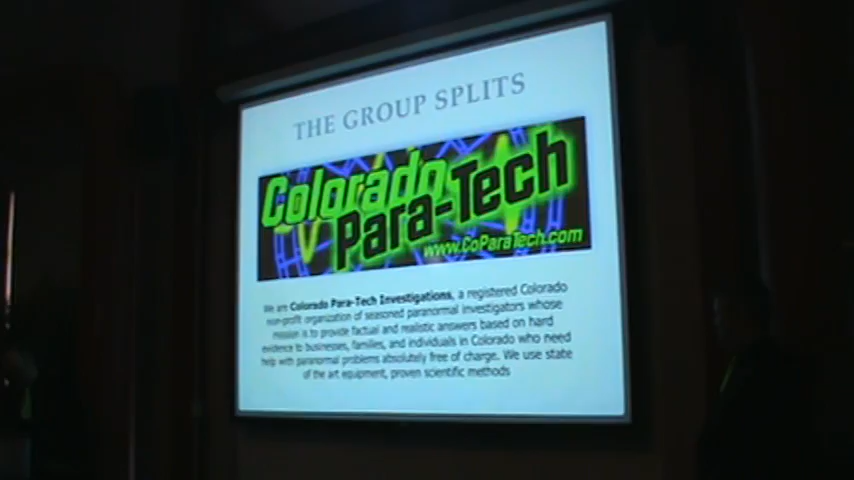 THE GROUP SPLITS
Colorado
Para-Tech
www.CoParaTech.com
We are Colorado Para-Tech Investigations, a registered Colorado
non-profit organization of seasoned paranormal investigators whose
mission is to provide factual and realistic answers based on hard
evidence to businesses, families, and individuals in Colorado who need
help with paranormal problems absolutely free of charge. We use state
of the art equipment, proven scientific methods